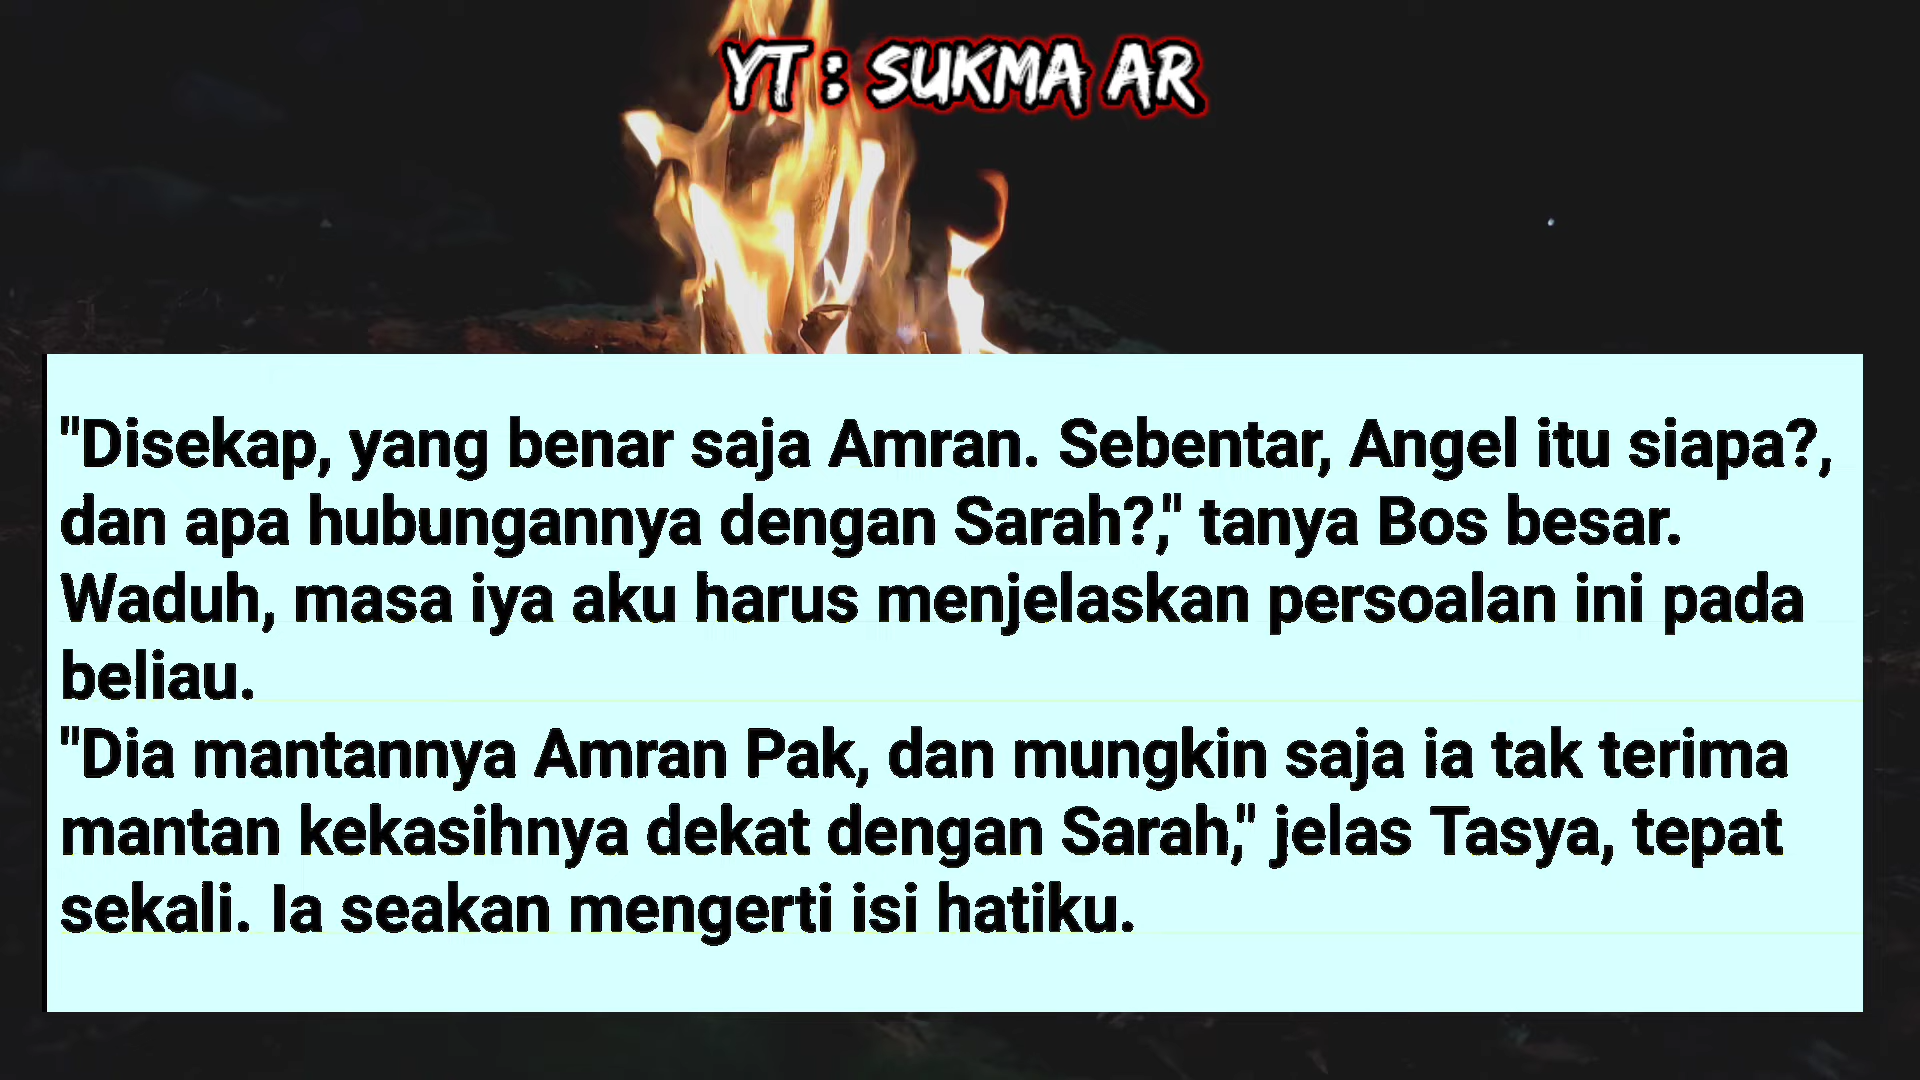 YT : SUKMA AR
"Disekap, yang benar saja Amran. Sebentar, Angel itu siapa?,
dan apa hubungannya dengan Sarah?," tanya Bos besar.
Waduh, masa iya aku harus menjelaskan persoalan ini pada
beliau.
"Dia mantannya Amran Pak, dan mungkin saja ia tak terima
mantan kekasihnya dekat dengan Sarah," jelas Tasya, tepat
sekali. Ia seakan mengerti isi hatiku.